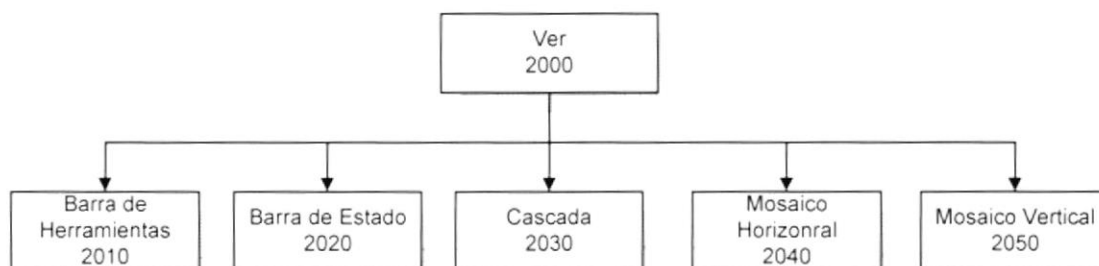 Ver
2000
Barra de
Herramientas
2010
Barra de Estado
2020
Cascada
2030
Mosaico
Horizonral
2040
Mosaico Vertical
2050